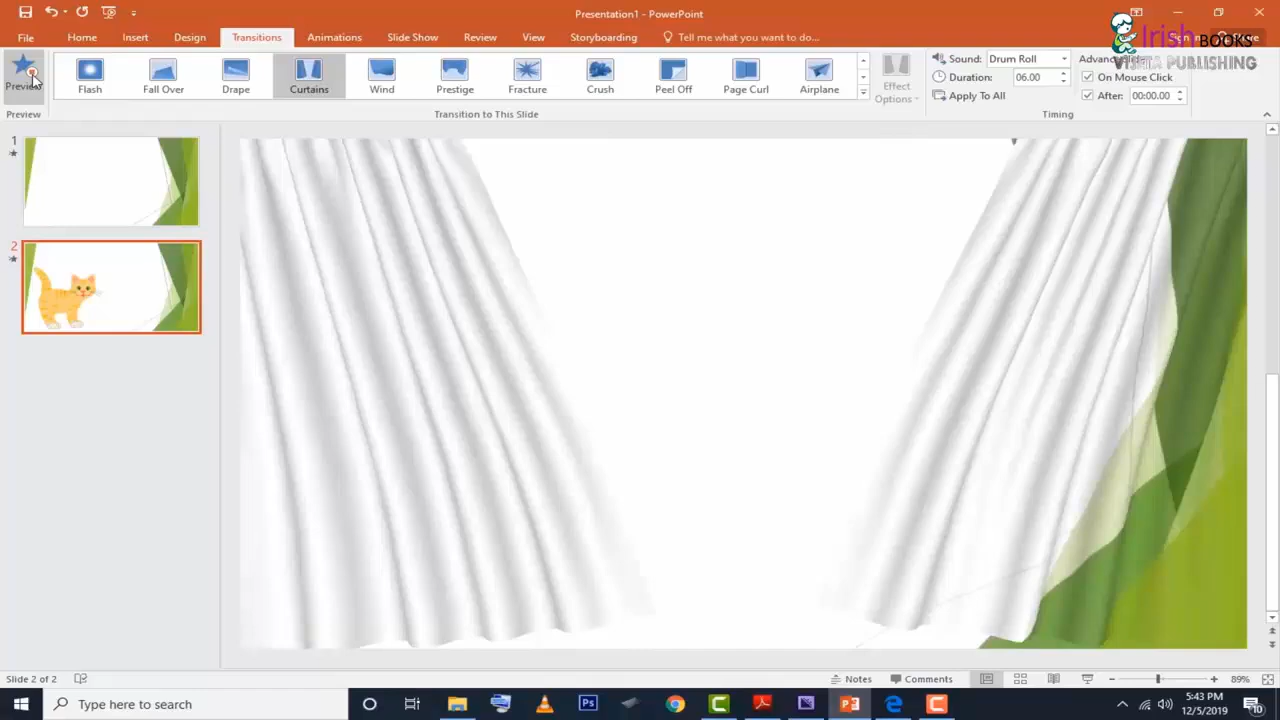 Presentation1 - PowerPoint
File Home Insert Design Transitions Animations Slide Show Review View Storyboarding Tell me what you want to do...
Irish BOOKS
VISTA PUBLISHING
Preview
Flash Fall Over Drape Curtains Wind Prestige Fracture Crush Peel Off Page Curl Airplane
Effect
Options
Sound: Drum Roll
Duration: 06.00
Apply To All
On Mouse Click
After: 00:00.00
Preview Transition to This Slide Timing
1
2
Slide 2 of 2 Notes Comments 89%
Type here to search
Ps
5:43 PM
12/5/2019
10